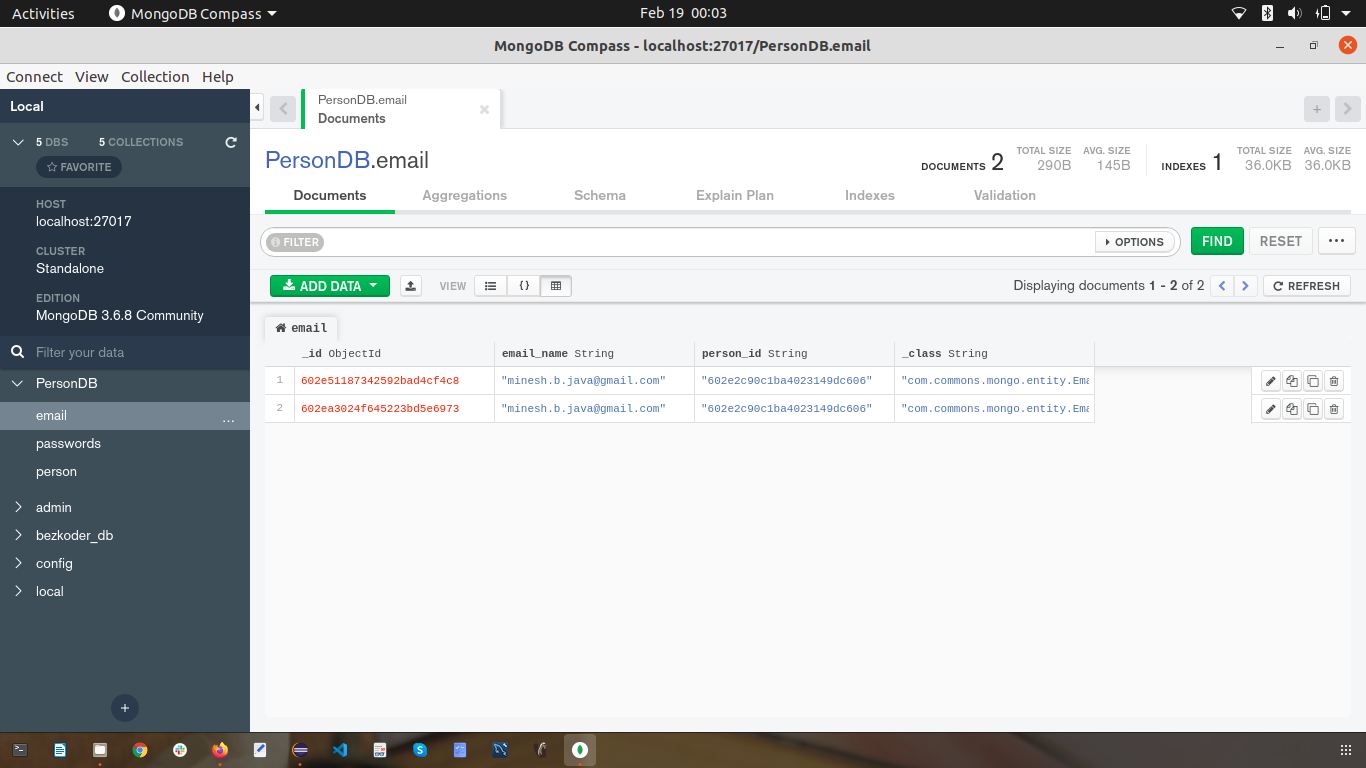 Activities MongoDB Compass Feb 19 00:03
MongoDB Compass - localhost:27017/PersonDB.email
Connect View Collection Help
Local
5 DBS 5 COLLECTIONS
FAVORITE
HOST
localhost:27017
CLUSTER
Standalone
EDITION
MongoDB 3.6.8 Community
Filter your data
PersonDB
email ...
passwords
person
admin
bezkoder_db
config
local
+
PersonDB.email
Documents
+
PersonDB.email
DOCUMENTS 2 TOTAL SIZE 290B AVG. SIZE 145B INDEXES 1 TOTAL SIZE 36.0KB AVG. SIZE 36.0KB
Documents Aggregations Schema Explain Plan Indexes Validation
FILTER OPTIONS FIND RESET ...
ADD DATA VIEW {} Displaying documents 1 - 2 of 2 REFRESH
email
_id ObjectId email_name String person_id String _class String
1 602e51187342592bad4cf4c8 "minesh.b.java@gmail.com" "602e2c90c1ba4023149dc606" "com.commons.mongo.entity.Ema
2 602ea3024f645223bd5e6973 "minesh.b.java@gmail.com" "602e2c90c1ba4023149dc606" "com.commons.mongo.entity.Ema